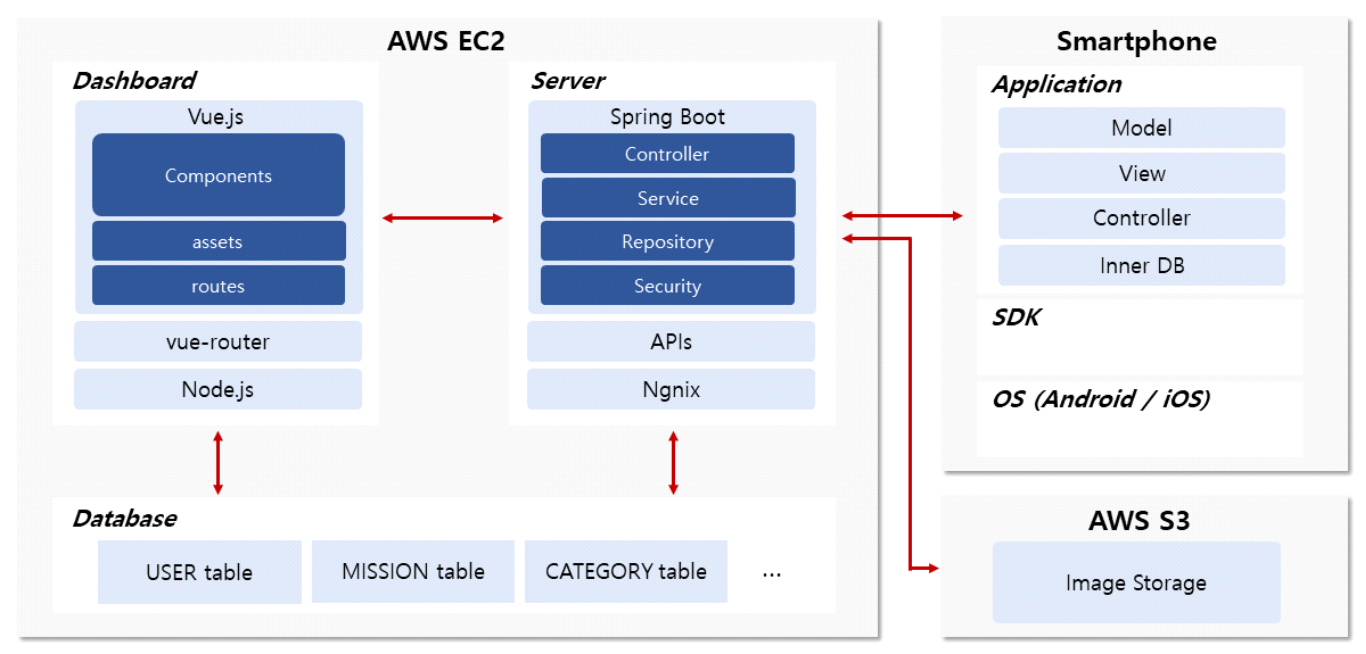 AWS EC2
Dashboard
Vue.js
Components
assets
routes
vue-router
Node.js
Server
Spring Boot
Controller
Service
Repository
Security
APIs
Ngnix
Database
USER table
MISSION table
CATEGORY table
...
Smartphone
Application
Model
View
Controller
Inner DB
SDK
OS (Android / iOS)
AWS S3
Image Storage